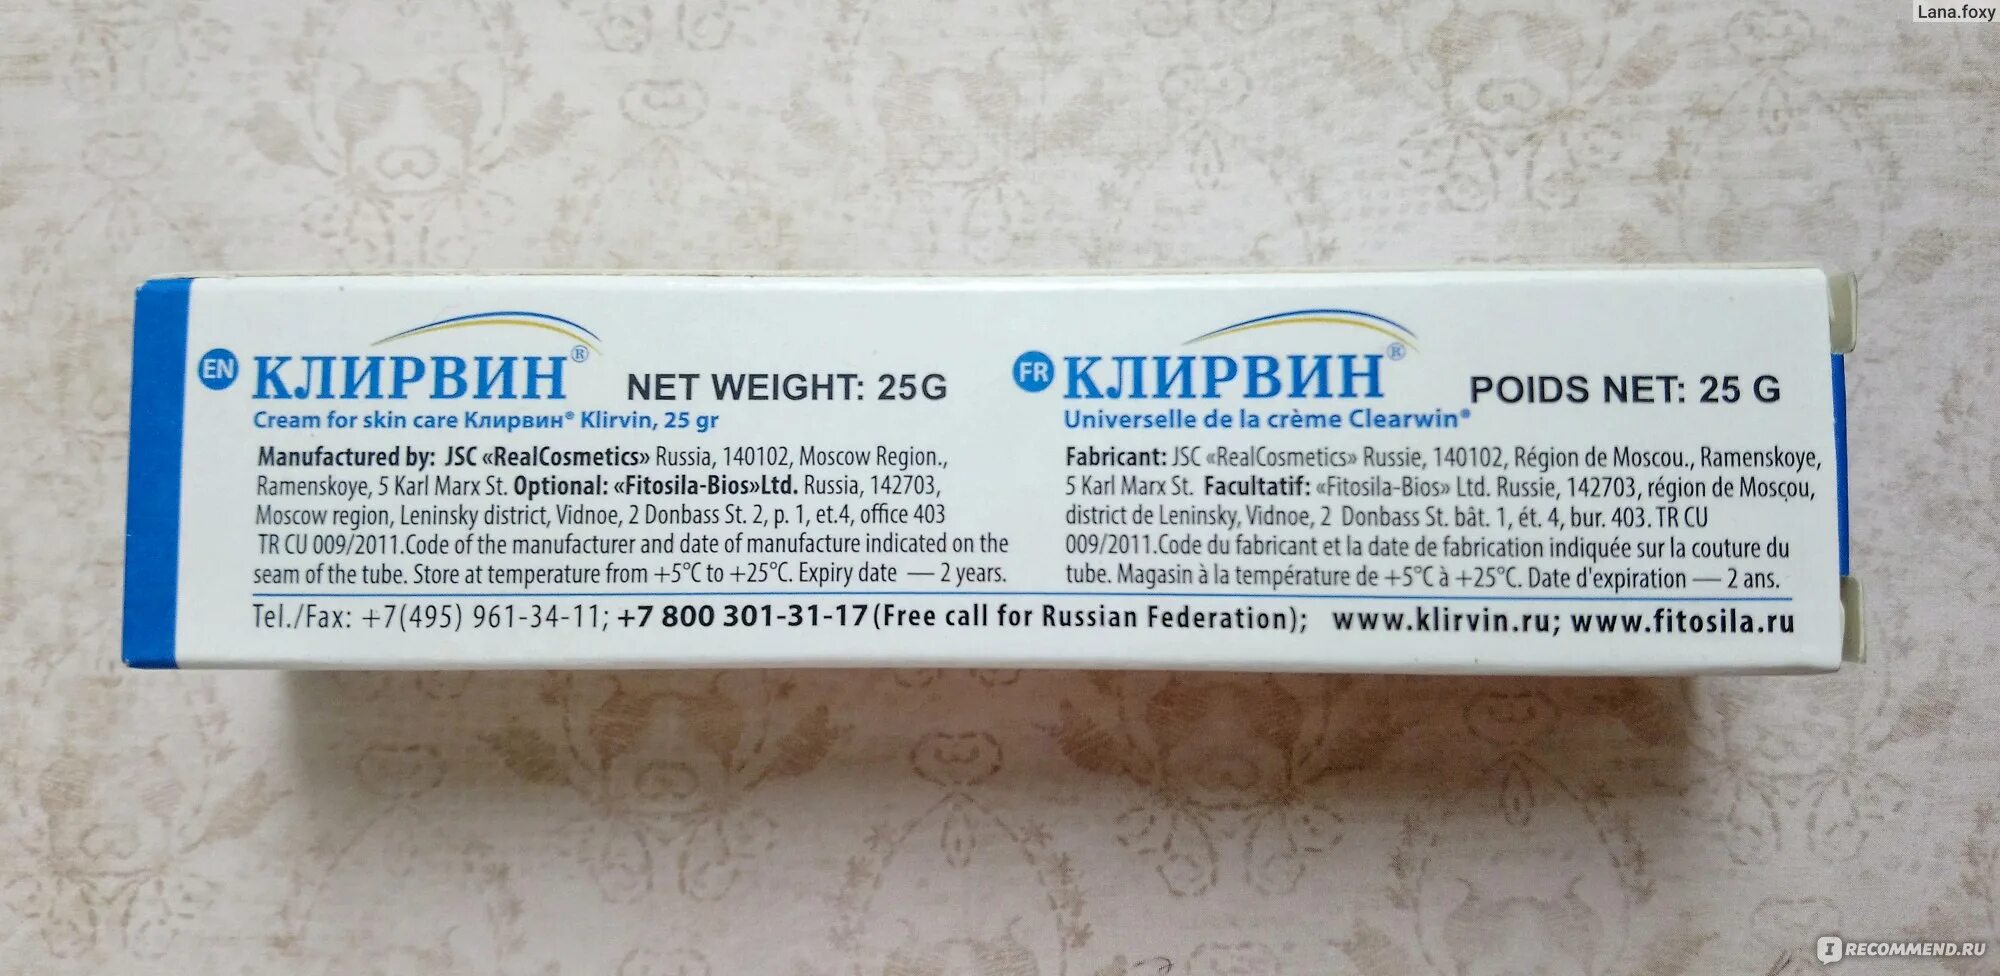 Lana.foxy
EN КЛИРВИН® NET WEIGHT: 25G
Cream for skin care Клирвин® Klirvin, 25 gr
Manufactured by: JSC «RealCosmetics» Russia, 140102, Moscow Region.,
Ramenskoye, 5 Karl Marx St. Optional: «Fitosila-Bios»Ltd. Russia, 142703,
Moscow region, Leninsky district, Vidnoe, 2 Donbass St. 2, p. 1, et.4, office 403
TR CU 009/2011.Code of the manufacturer and date of manufacture indicated on the
seam of the tube. Store at temperature from +5°C to +25°C. Expiry date — 2 years.
FR КЛИРВИН® POIDS NET: 25 G
Universelle de la crème Clearwin®
Fabricant: JSC «RealCosmetics» Russie, 140102, Région de Moscou., Ramenskoye,
5 Karl Marx St. Facultatif: «Fitosila-Bios» Ltd. Russie, 142703, région de Mosçou,
district de Leninsky, Vidnoe, 2 Donbass St. bât. 1, ét. 4, bur. 403. TR CU
009/2011.Code du fabricant et la date de fabrication indiquée sur la couture du
tube. Magasin à la température de +5°C à +25°C. Date d'expiration — 2 ans.
Tel./Fax: +7(495) 961-34-11; +7 800 301-31-17 (Free call for Russian Federation); www.klirvin.ru; www.fitosila.ru
I RECOMMEND.RU